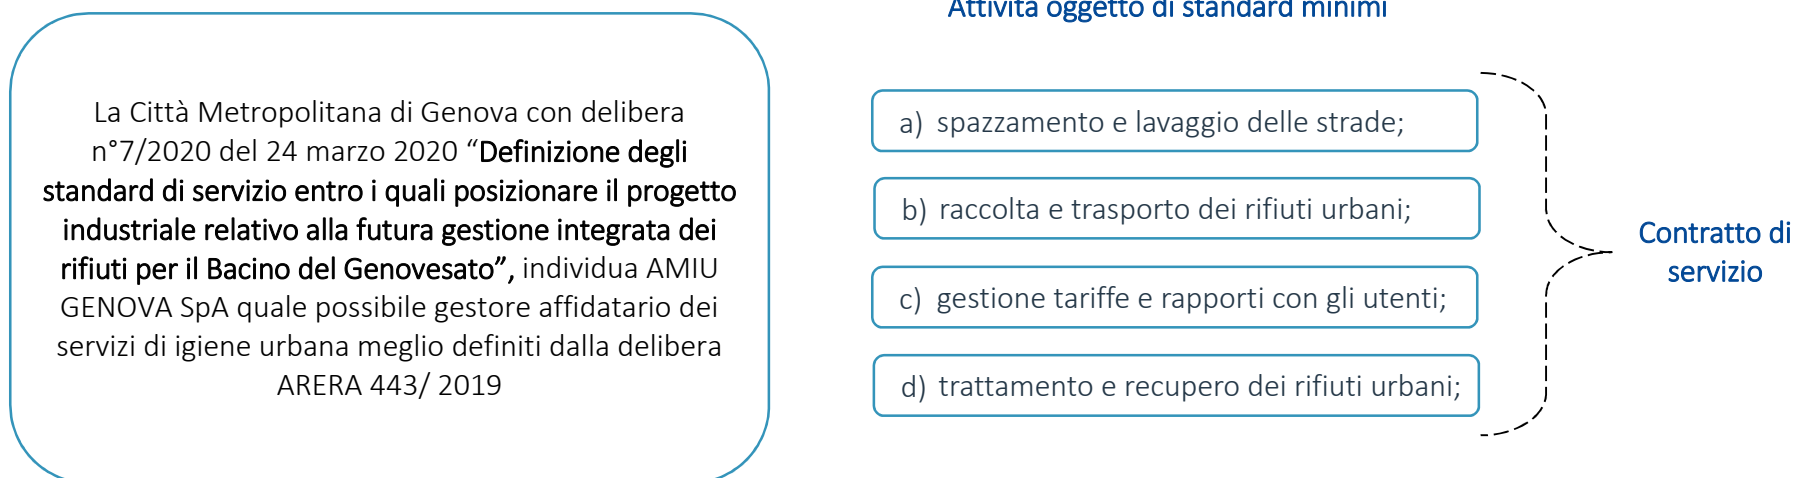 La Città Metropolitana di Genova con delibera
n°7/2020 del 24 marzo 2020 “Definizione degli
standard di servizio entro i quali posizionare il progetto
industriale relativo alla futura gestione integrata dei
rifiuti per il Bacino del Genovesato”, individua AMIU
GENOVA SpA quale possibile gestore affidatario dei
servizi di igiene urbana meglio definiti dalla delibera
ARERA 443/ 2019
Attività oggetto di standard minimi
a) spazzamento e lavaggio delle strade;
b) raccolta e trasporto dei rifiuti urbani;
c) gestione tariffe e rapporti con gli utenti;
d) trattamento e recupero dei rifiuti urbani;
Contratto di
servizio